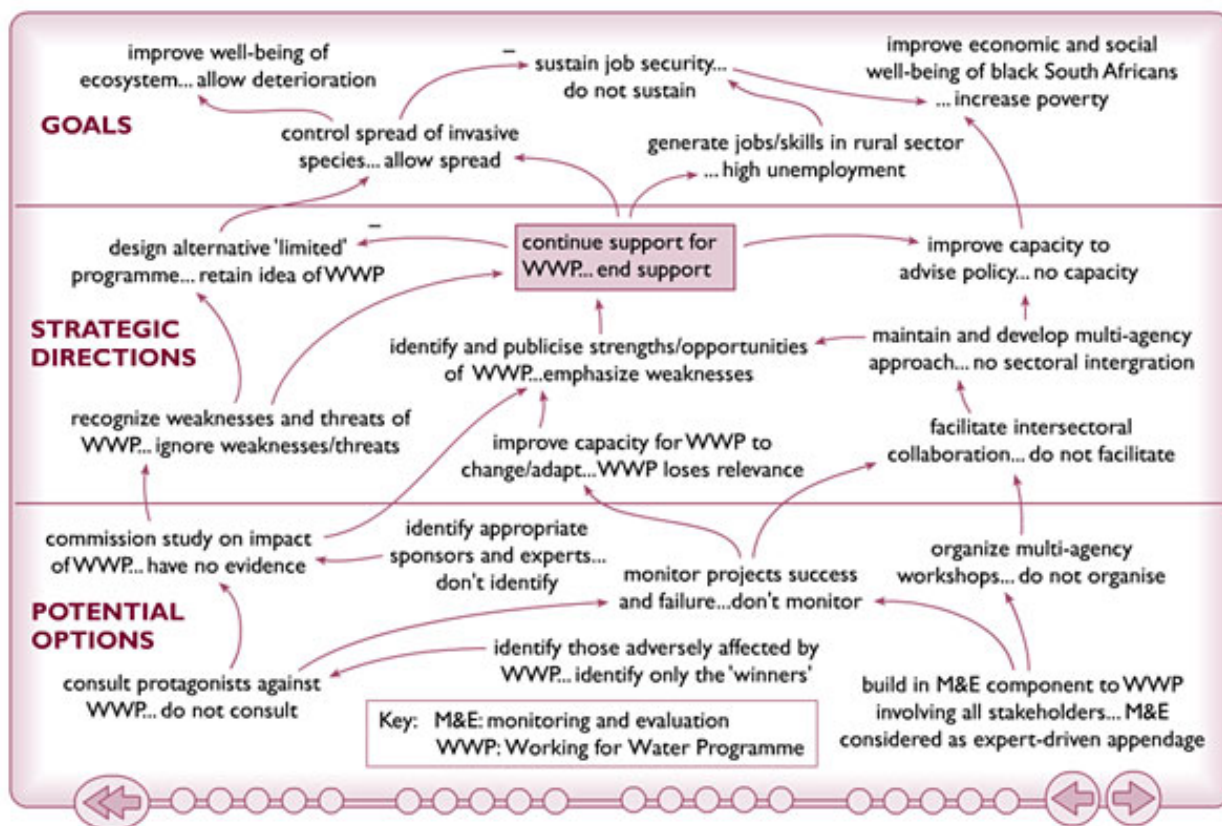 improve well-being of
ecosystem... allow deterioration
–
sustain job security...
do not sustain
improve economic and social
well-being of black South Africans
... increase poverty
GOALS
control spread of invasive
species... allow spread
generate jobs/skills in rural sector
... high unemployment
design alternative 'limited'
programme... retain idea of WWP
–
continue support for
WWP... end support
improve capacity to
advise policy... no capacity
STRATEGIC
DIRECTIONS
identify and publicise strengths/opportunities
of WWP...emphasize weaknesses
maintain and develop multi-agency
approach... no sectoral intergration
recognize weaknesses and threats of
WWP... ignore weaknesses/threats
improve capacity for WWP to
change/adapt...WWP loses relevance
facilitate intersectoral
collaboration... do not facilitate
commission study on impact
of WWP... have no evidence
identify appropriate
sponsors and experts...
don't identify
monitor projects success
and failure...don't monitor
organize multi-agency
workshops... do not organise
POTENTIAL
OPTIONS
consult protagonists against
WWP... do not consult
identify those adversely affected by
WWP... identify only the 'winners'
build in M&E component to WWP
involving all stakeholders... M&E
considered as expert-driven appendage
Key: M&E: monitoring and evaluation
WWP: Working for Water Programme